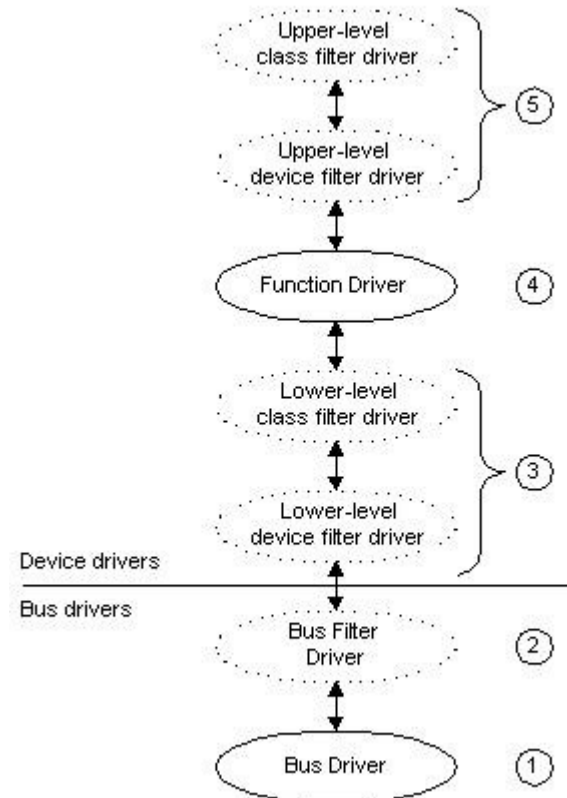 Upper-level
class filter driver
Upper-level
device filter driver
5
Function Driver
4
Lower-level
class filter driver
Lower-level
device filter driver
3
Device drivers
Bus drivers
Bus Filter
Driver
2
Bus Driver
1